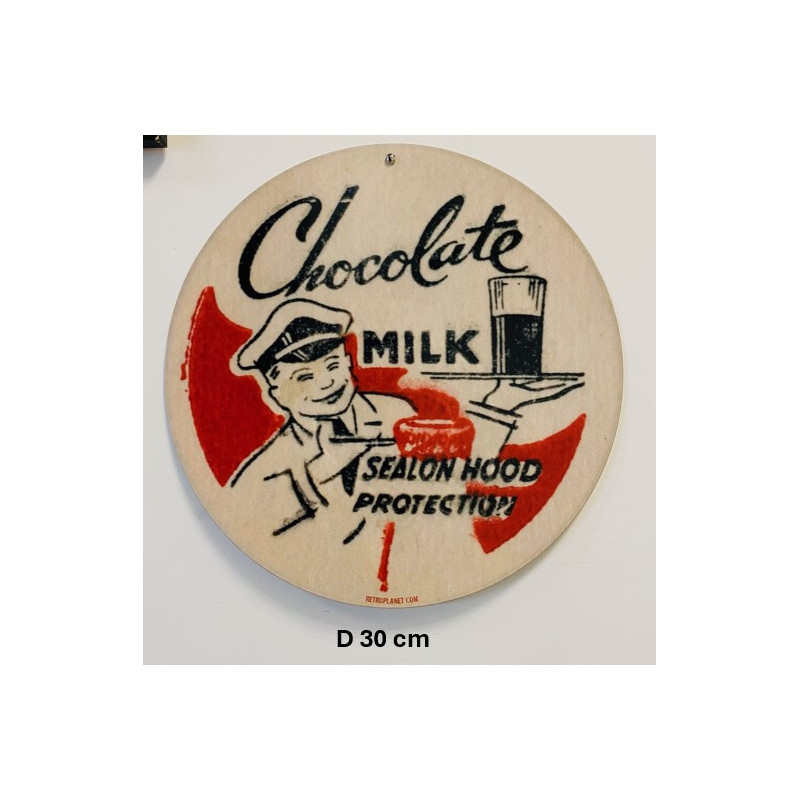 Chocolate
MILK
SEALON HOOD
PROTECTION
RETROPLANET.COM
D 30 cm